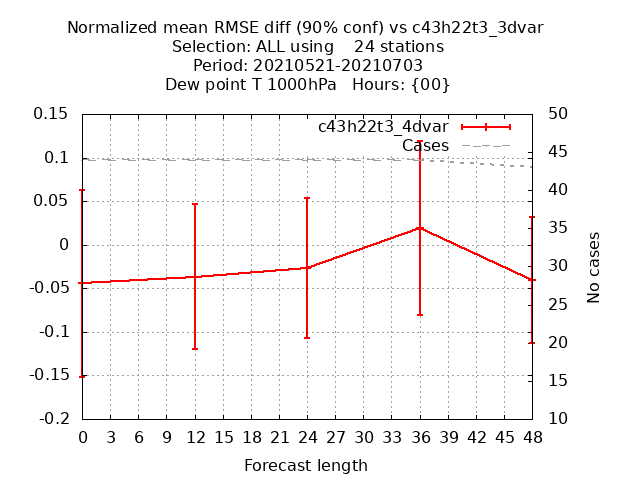 Normalized mean RMSE diff (90% conf) vs c43h22t3_3dvar
Selection: ALL using    24 stations
Period: 20210521-20210703
Dew point T 1000hPa   Hours: {00}
c43h22t3_4dvar
Cases
0.15
0.1
0.05
0
-0.05
-0.1
-0.15
-0.2
50
45
40
35
30
25
20
15
10
No cases
0 3 6 9 12 15 18 21 24 27 30 33 36 39 42 45 48
Forecast length